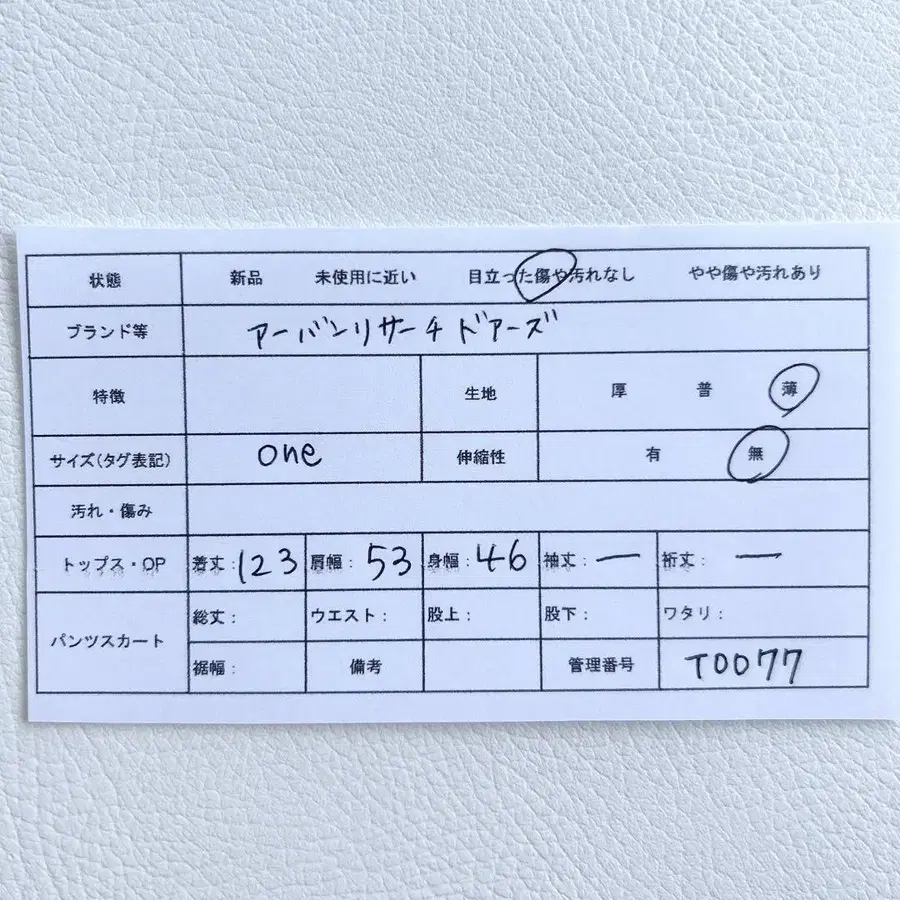 状態 新品 未使用に近い 目立った傷や汚れなし やや傷や汚れあり
ブランド等 アーバンリサーチドアーズ
特徴 生地 厚 普 薄
サイズ(タグ表記) one 伸縮性 有 無
汚れ・傷み
トップス・OP 着丈:123 肩幅:53 身幅:46 袖丈:ー 裄丈:ー
パンツスカート 総丈: ウエスト: 股上: 股下: ワタリ:
裾幅: 備考 管理番号 T0077